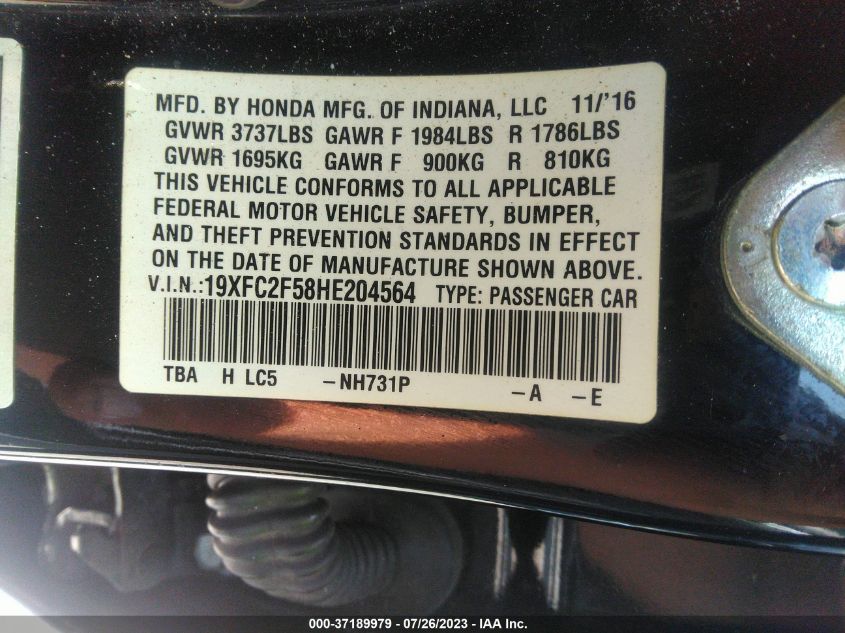 MFD. BY HONDA MFG. OF INDIANA, LLC 11/'16
GVWR 3737LBS GAWR F 1984LBS R 1786LBS
GVWR 1695KG GAWR F 900KG R 810KG
THIS VEHICLE CONFORMS TO ALL APPLICABLE
FEDERAL MOTOR VEHICLE SAFETY, BUMPER,
AND THEFT PREVENTION STANDARDS IN EFFECT
ON THE DATE OF MANUFACTURE SHOWN ABOVE.
V.I.N.:19XFC2F58HE204564 TYPE: PASSENGER CAR
TBA H LC5 –NH731P –A –E
000-37189979 / 07/26/2023 - IAA Inc.